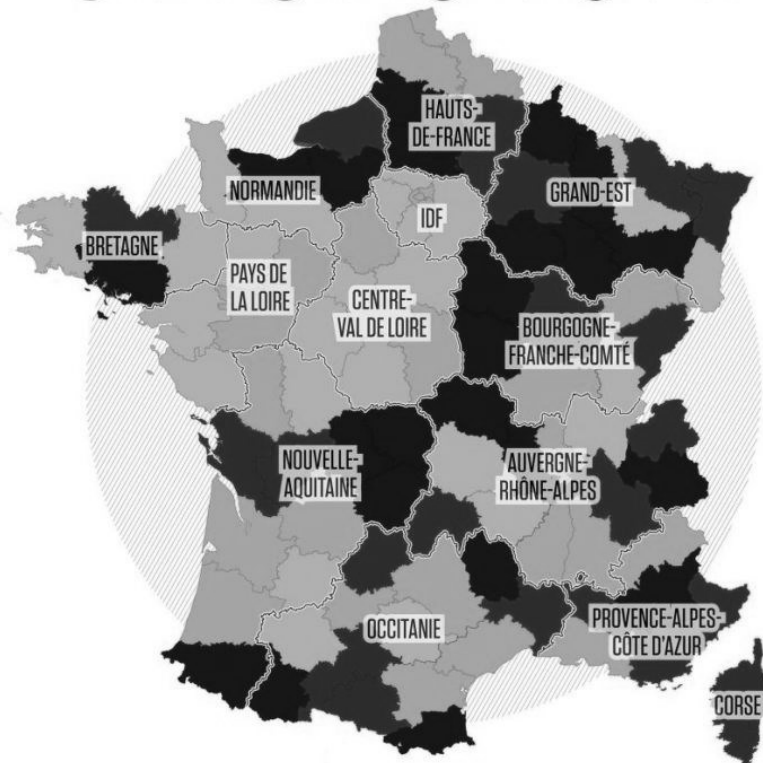 HAUTS-
DE-FRANCE
NORMANDIE
IDF
GRAND-EST
BRETAGNE
PAYS DE
LA LOIRE
CENTRE-
VAL DE LOIRE
BOURGOGNE-
FRANCHE-COMTÉ
NOUVELLE-
AQUITAINE
AUVERGNE-
RHÔNE-ALPES
OCCITANIE
PROVENCE-ALPES-
CÔTE D'AZUR
CORSE